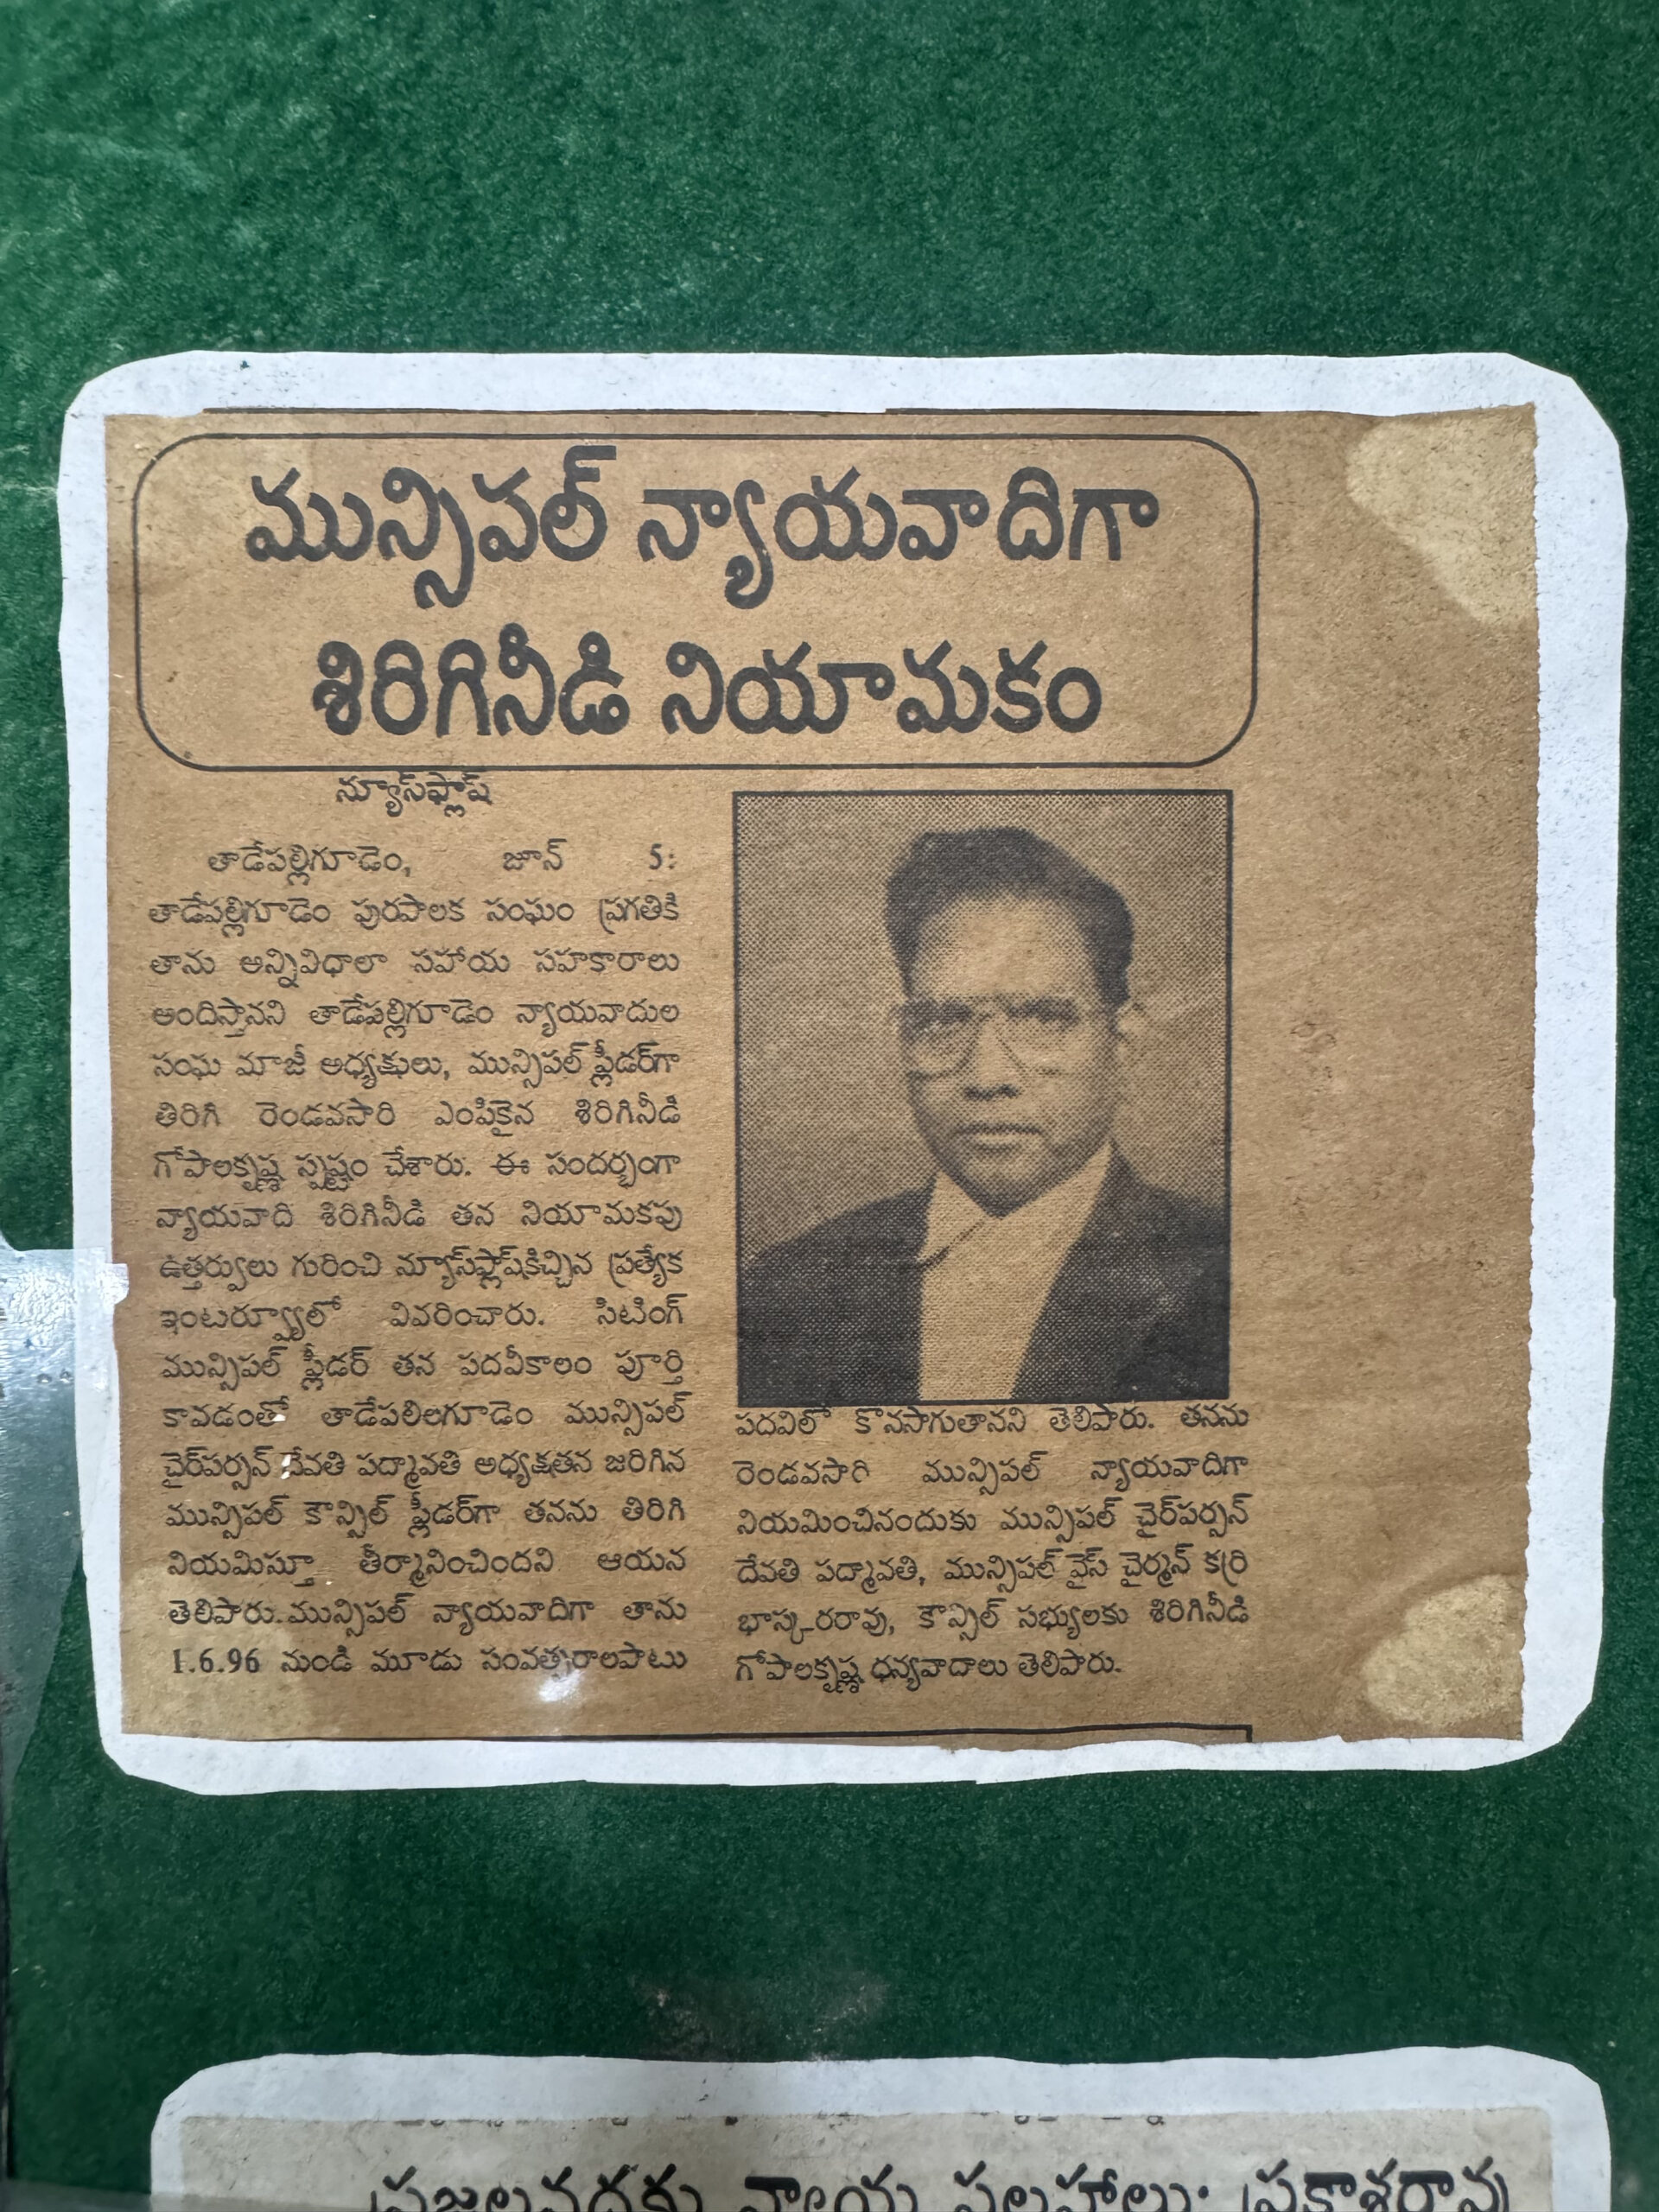 మున్సిపల్ న్యాయవాదిగా
శిరిగినీడి నియామకం
న్యూస్‌ఫ్లాష్
తాడేపల్లిగూడెం, జూన్ 5:
తాడేపల్లిగూడెం పురపాలక సంఘం ప్రగతికి
తాను అన్నివిధాలా సహాయ సహకారాలు
అందిస్తానని తాడేపల్లిగూడెం న్యాయవాదుల
సంఘ మాజీ అధ్యక్షులు, మున్సిపల్ ప్లీడర్‌గా
తిరిగి రెండవసారి ఎంపికైన శిరిగినీడి
గోపాలకృష్ణ స్పష్టం చేశారు. ఈ సందర్భంగా
న్యాయవాది శిరిగినీడి తన నియామకపు
ఉత్తర్వులు గురించి న్యూస్‌ఫ్లాష్‌కిచ్చిన ప్రత్యేక
ఇంటర్వ్యూలో వివరించారు. సిటింగ్
మున్సిపల్ ప్లీడర్ తన పదవీకాలం పూర్తి
కావడంతో తాడేపలిలగూడెం మున్సిపల్
చైర్‌పర్సన్ దేవతి పద్మావతి అధ్యక్షతన జరిగిన
మున్సిపల్ కౌన్సిల్ ప్లీడర్‌గా తనను తిరిగి
నియమిస్తూ తీర్మానించిందని ఆయన
తెలిపారు. మున్సిపల్ న్యాయవాదిగా తాను
1.6.96 నుండి మూడు సంవత్సరాలపాటు
పదవిలో కొనసాగుతానని తెలిపారు. తనను
రెండవసారి మున్సిపల్ న్యాయవాదిగా
నియమించినందుకు మున్సిపల్ చైర్‌పర్సన్
దేవతి పద్మావతి, మున్సిపల్ వైస్ చైర్మన్ కర్రి
భాస్కరరావు, కౌన్సిల్ సభ్యులకు శిరిగినీడి
గోపాలకృష్ణ ధన్యవాదాలు తెలిపారు.
న్యాయ సలహాలు: ప్రకాశరావు